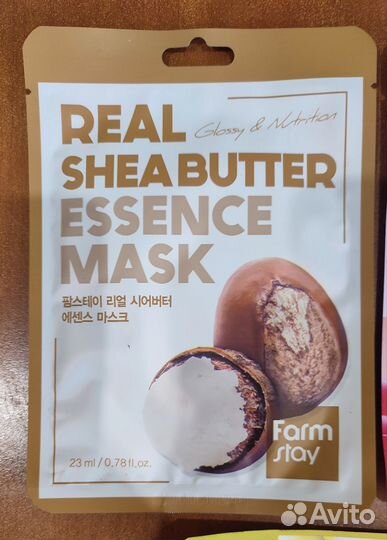 REAL
Glossy & Nutrition
SHEA BUTTER
ESSENCE
MASK
팜스테이 리얼 시어버터
에센스 마스크
Farm
stay
23 ml / 0.78 fl.oz.
Avito